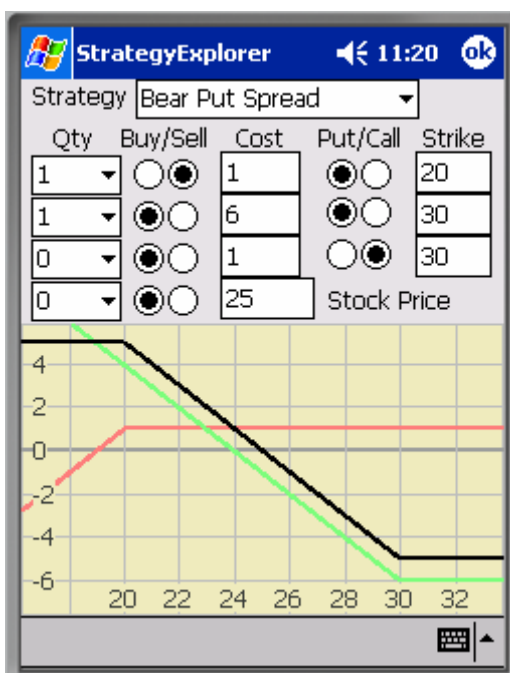 StrategyExplorer 11:20 ok
Strategy Bear Put Spread
Qty Buy/Sell Cost Put/Call Strike
1 1 20
1 6 30
0 1 30
0 25 Stock Price
4
2
0
-2
-4
-6
20 22 24 26 28 30 32